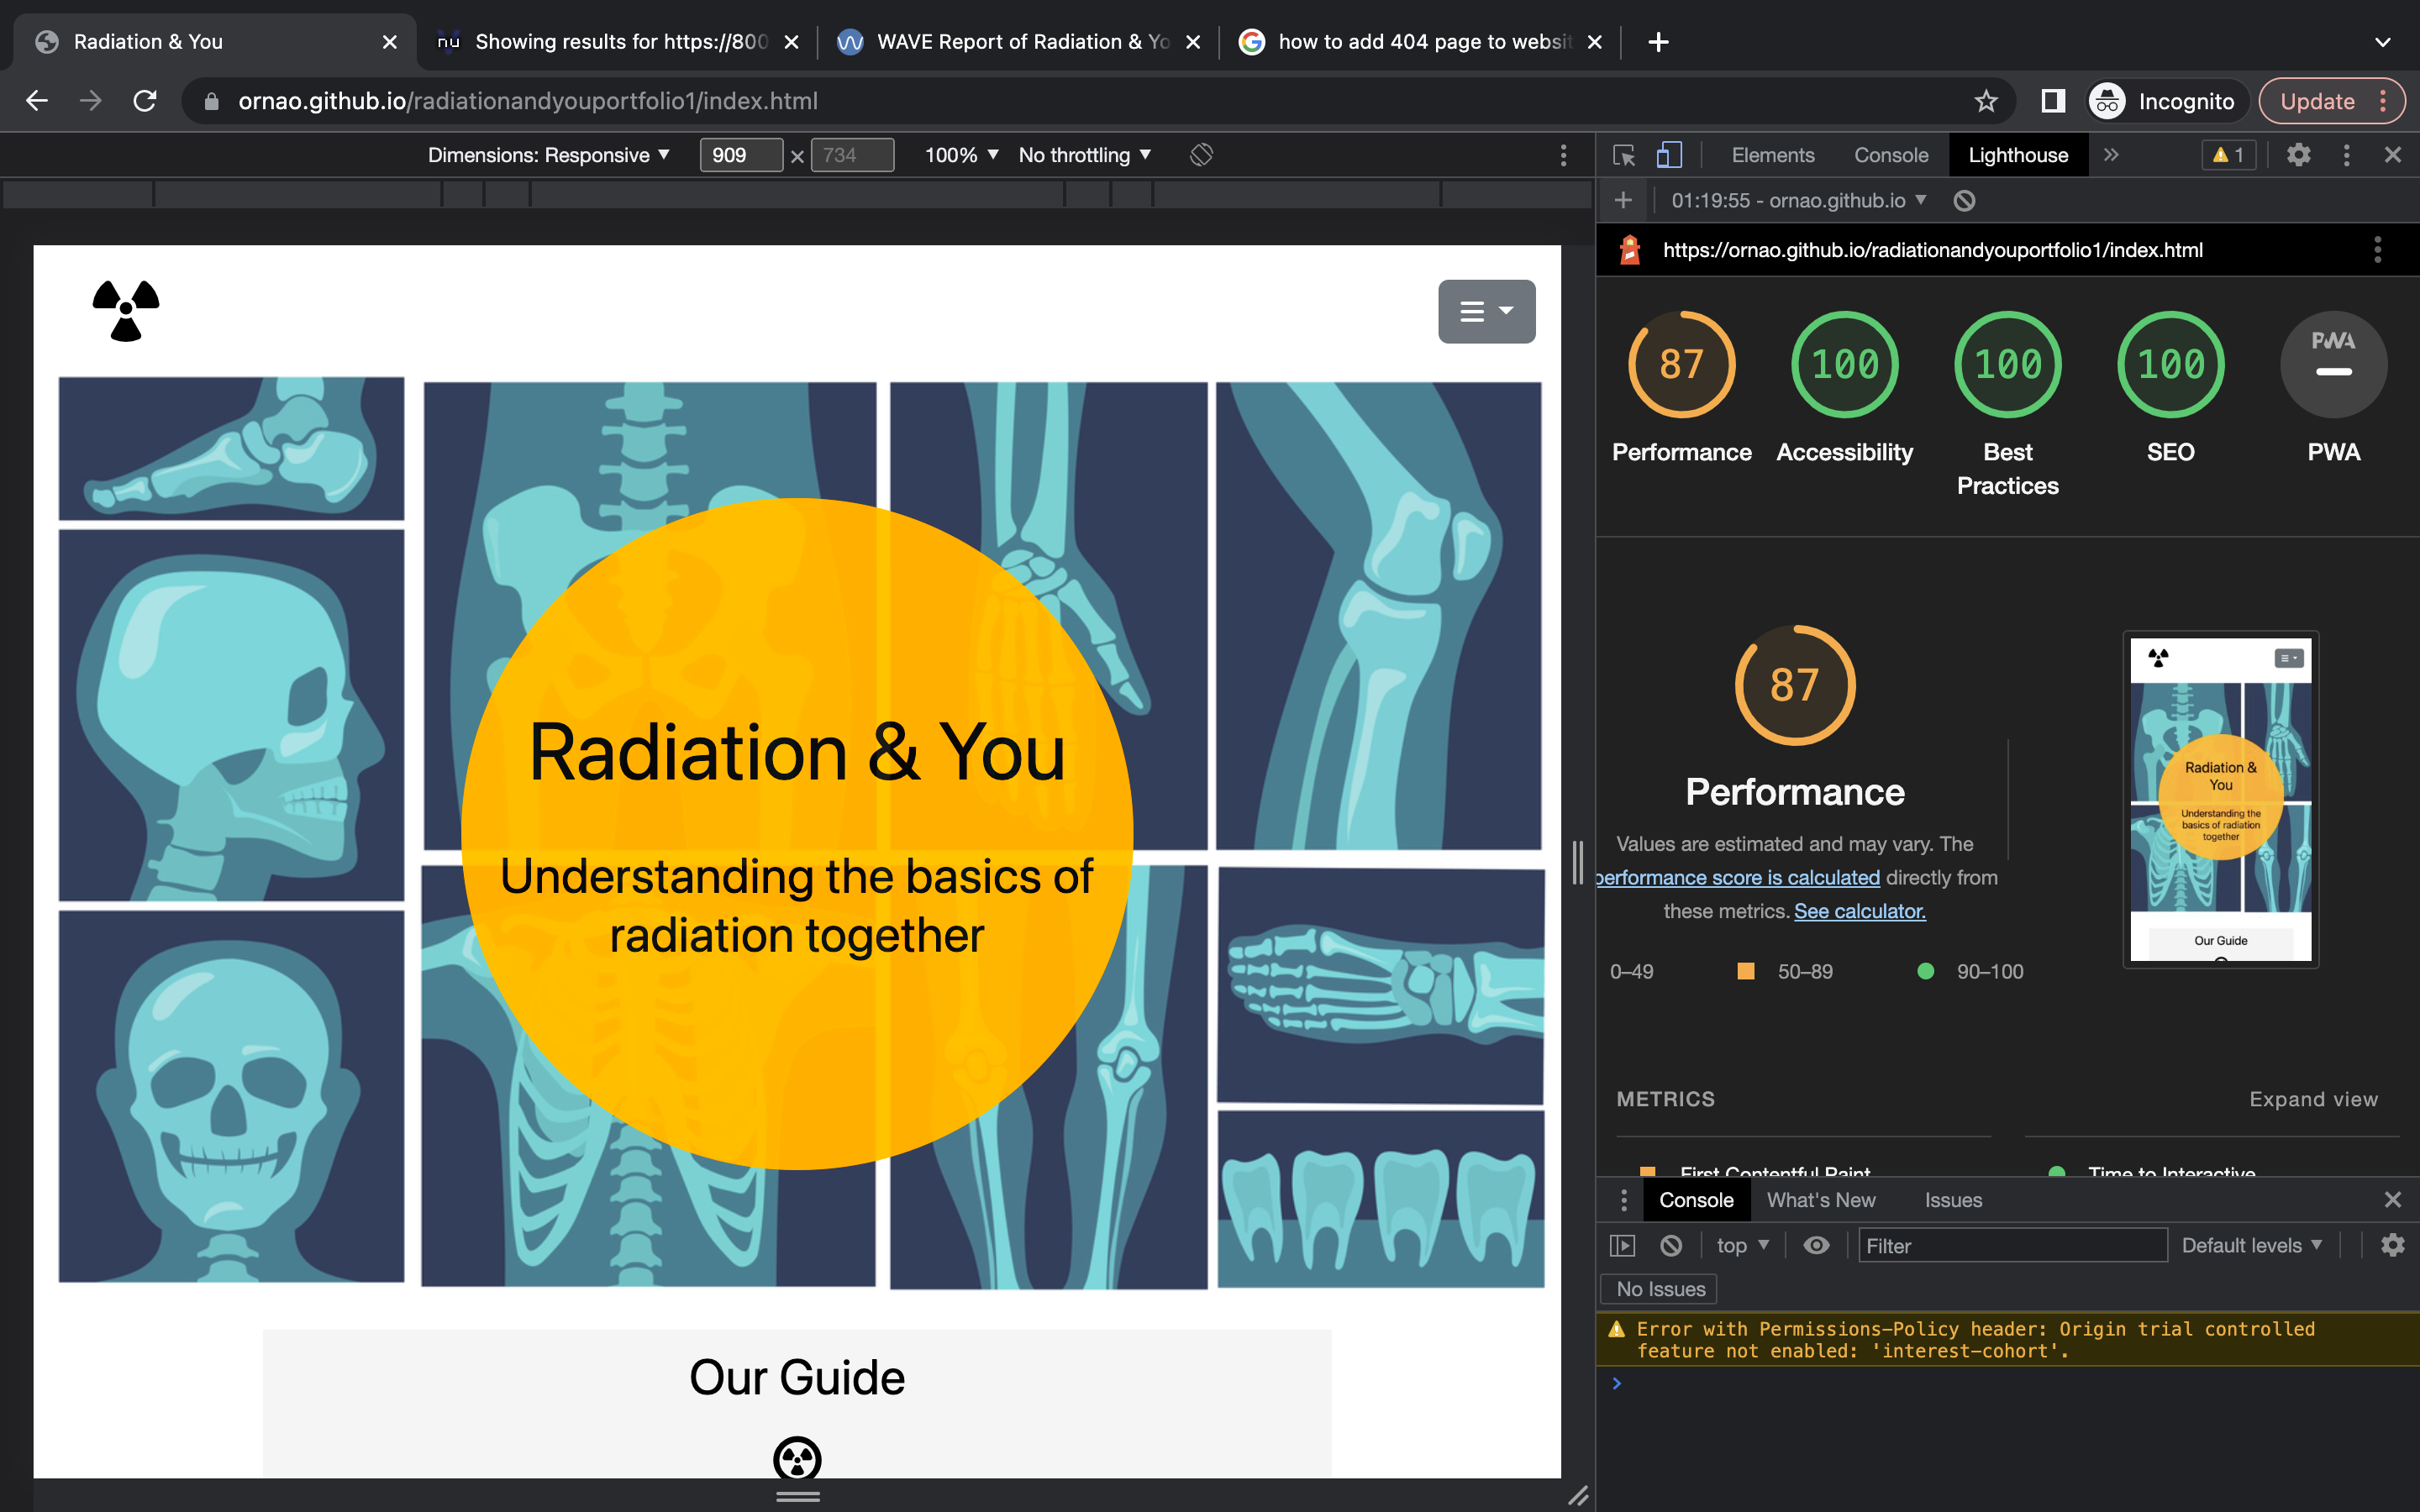 Radiation & You
nu Showing results for https://800
WAVE Report of Radiation & Yo
how to add 404 page to websit
ornao.github.io/radiationandyouportfolio1/index.html
Incognito
Update
Dimensions: Responsive
909
×
734
100%
No throttling
Elements
Console
Lighthouse
1
01:19:55 - ornao.github.io
https://ornao.github.io/radiationandyouportfolio1/index.html
87
100
100
100
PWA
Performance
Accessibility
Best
Practices
SEO
PWA
87
Performance
Values are estimated and may vary. The
performance score is calculated directly from
these metrics. See calculator.
0–49
50–89
90–100
Radiation &
You
Understanding the
basics of radiation
together
Our Guide
METRICS
Expand view
First Contentful Paint
Time to Interactive
Console
What's New
Issues
top
Filter
Default levels
No Issues
Error with Permissions-Policy header: Origin trial controlled
feature not enabled: 'interest-cohort'.
Radiation & You
Understanding the basics of
radiation together
Our Guide